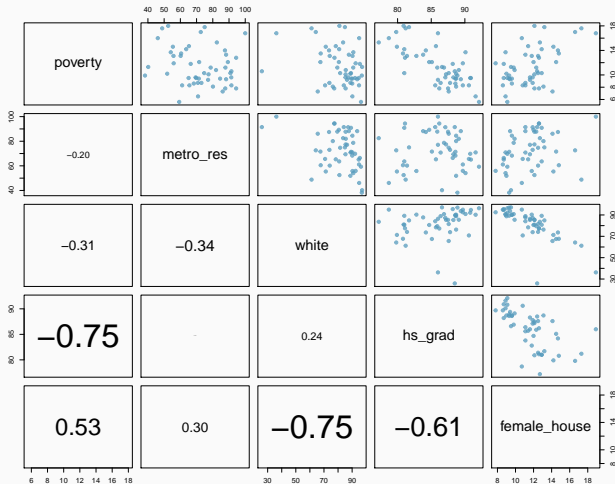 40 50 60 70 80 90 100 80 85 90
poverty
6 8 10 12 14 16 18
40 60 80 100
−0.20
metro_res
−0.31
−0.34
white
30 50 70 90
80 85 90
−0.75
0.24
hs_grad
0.53
0.30
−0.75
−0.61
female_house
8 10 14 18
6 8 10 12 14 16 18 30 50 70 90 8 10 12 14 16 18